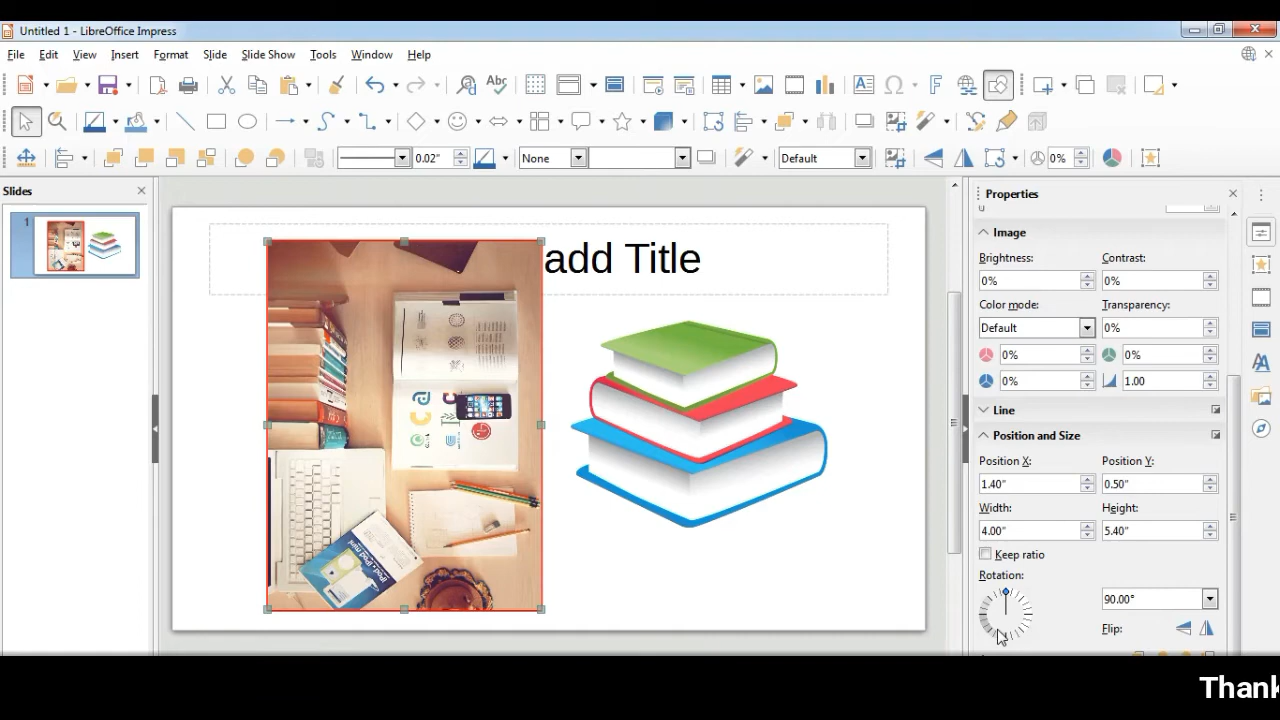 Untitled 1 - LibreOffice Impress
File Edit View Insert Format Slide Slide Show Tools Window Help
Abc
0.02" None Default 0%
Slides
Properties
1
add Title
Image
Brightness: Contrast:
0% 0%
Color mode: Transparency:
Default 0%
0% 0%
0% 1.00
Line
Position and Size
Position X: Position Y:
1.40" 0.50"
Width: Height:
4.00" 5.40"
Keep ratio
Rotation:
90.00°
Flip:
Thank